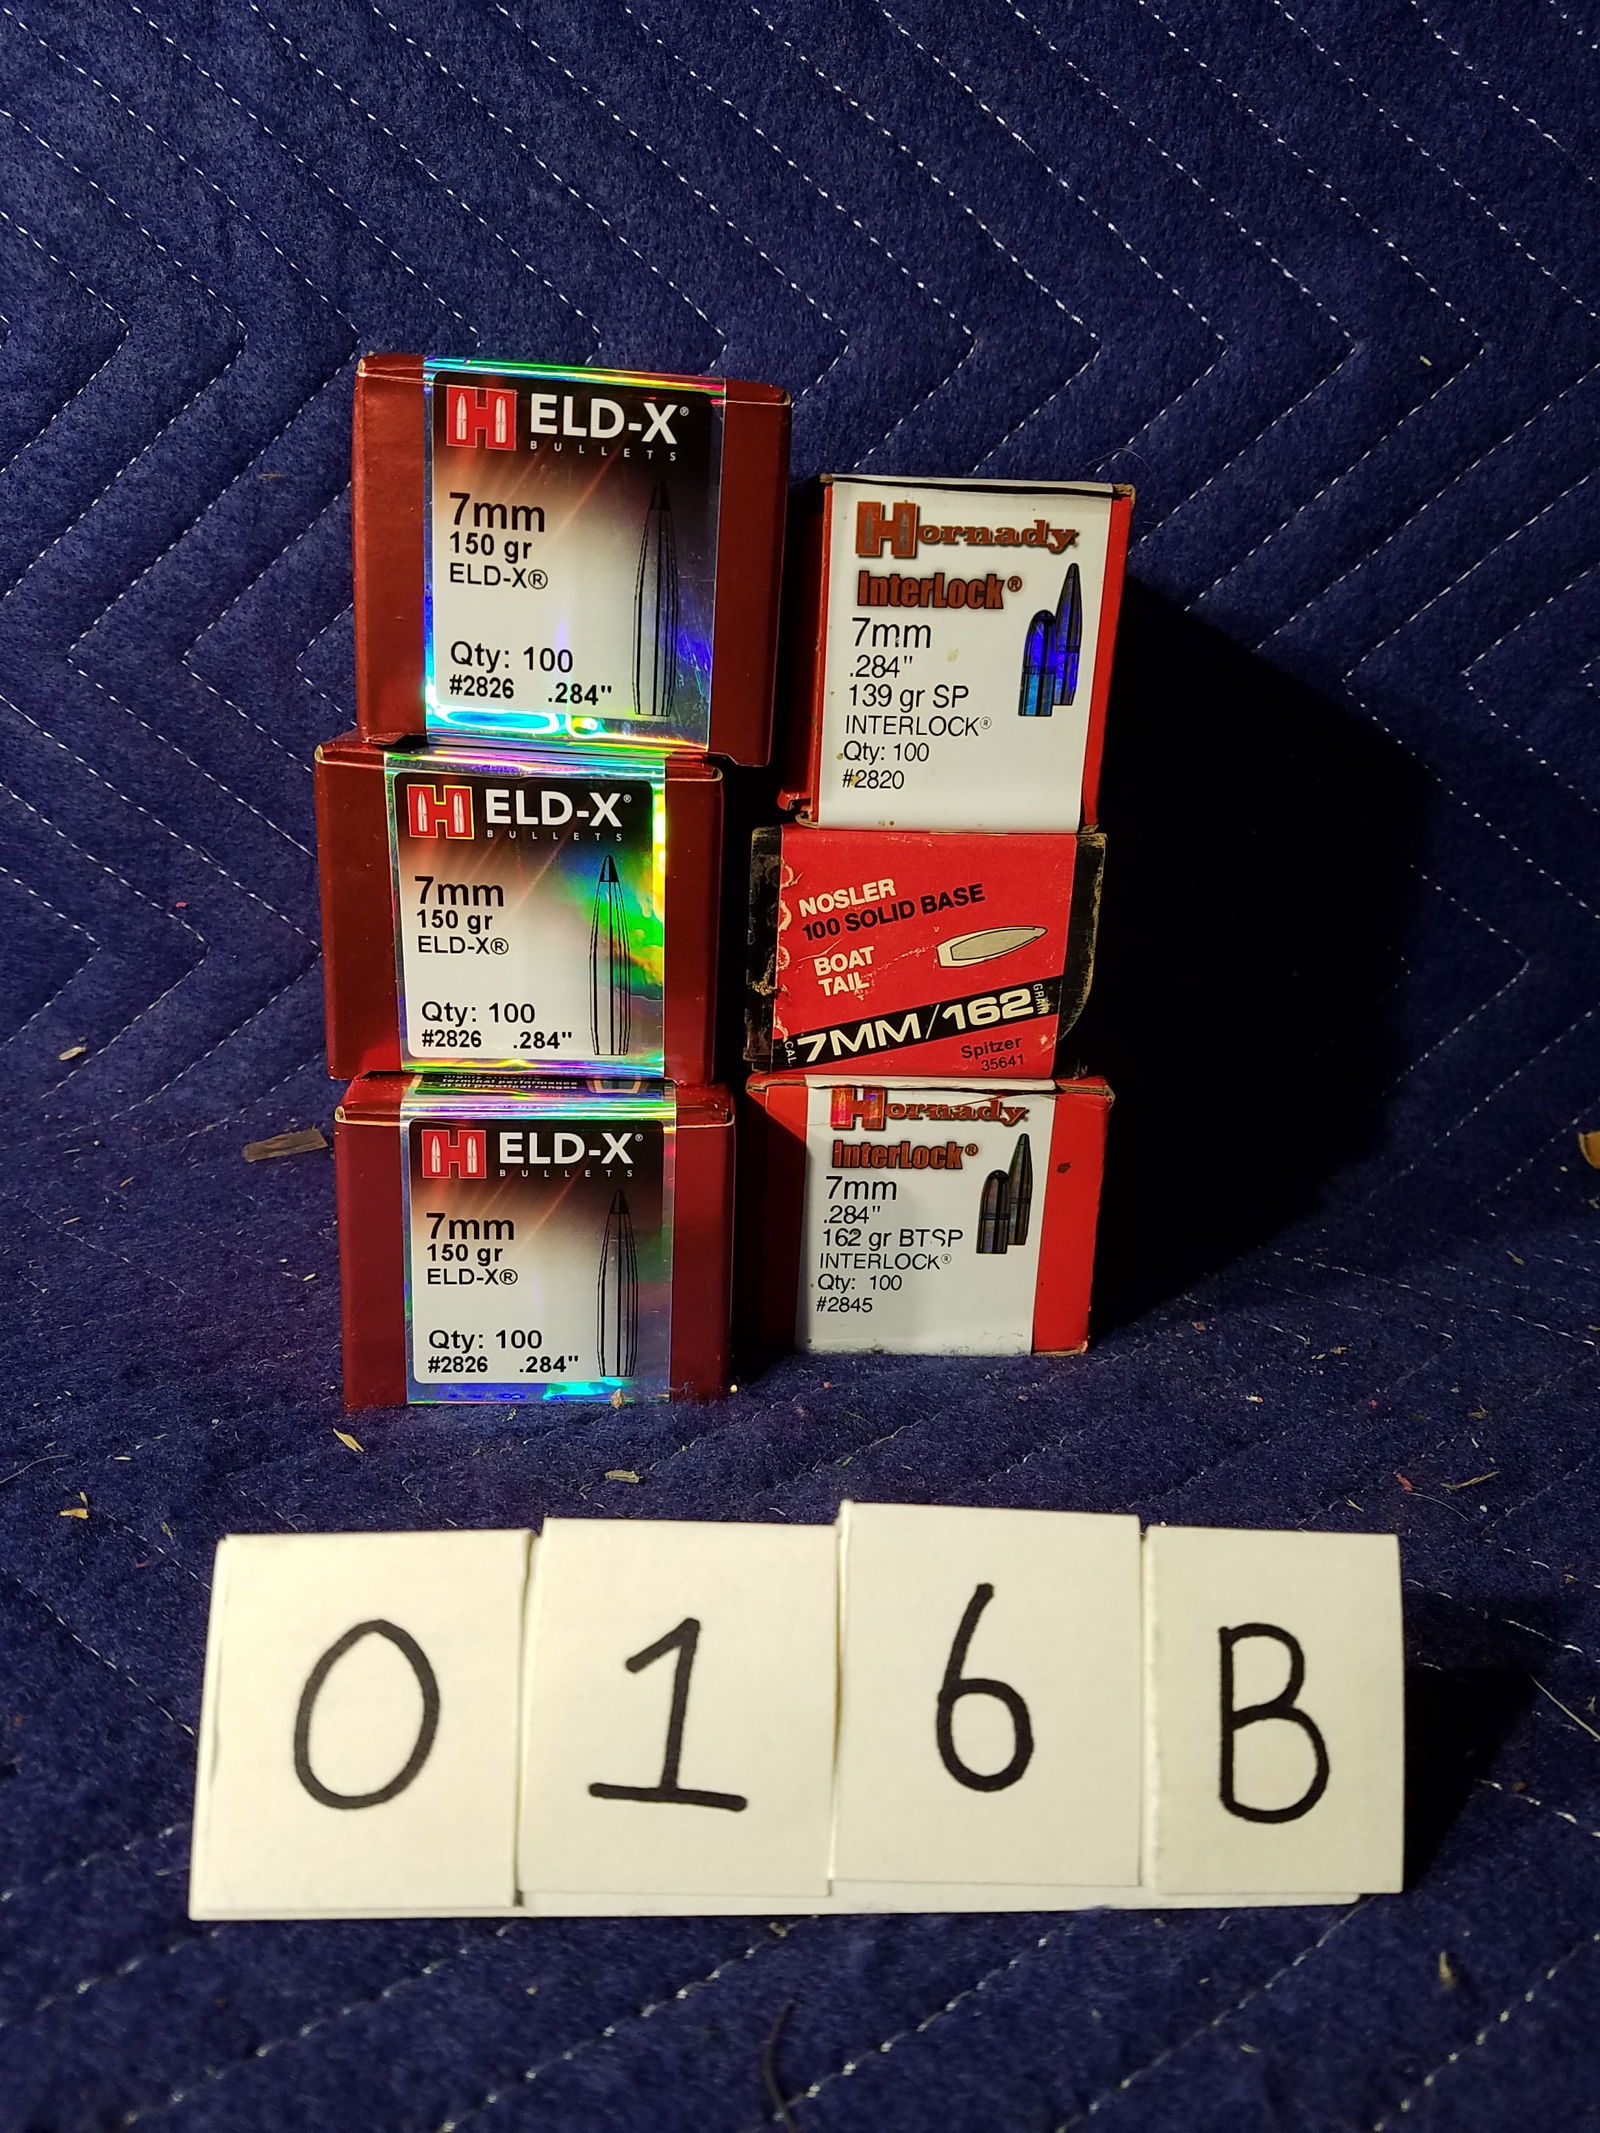 ELD-X®
BULLETS
7mm
150 gr
ELD-X®
Qty: 100
#2826 .284"
ELD-X®
BULLETS
7mm
150 gr
ELD-X®
Qty: 100
#2826 .284"
terminal performance
ELD-X®
BULLETS
7mm
150 gr
ELD-X®
Qty: 100
#2826 .284"
Hornady
InterLock®
7mm
.284"
139 gr SP
INTERLOCK®
Qty: 100
#2820
NOSLER
100 SOLID BASE
BOAT
TAIL
CAL. 7MM/162 GRAIN
Spitzer
35641
Hornady
InterLock®
7mm
.284"
162 gr BTSP
INTERLOCK®
Qty: 100
#2845
016B